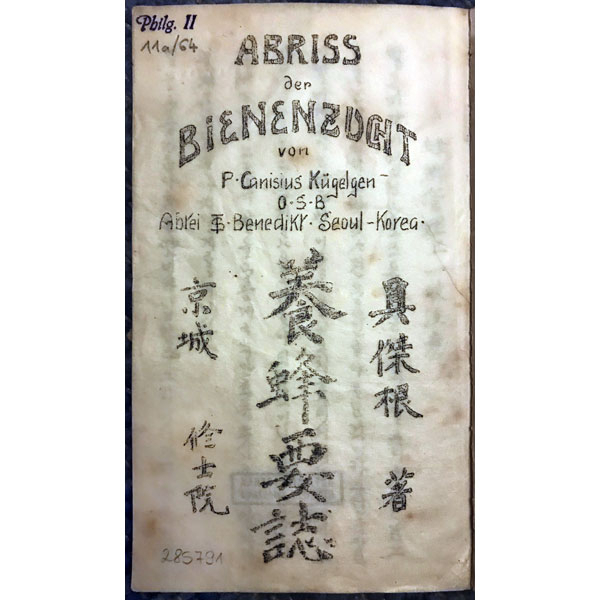 Philg. II
11a/64
ABRISS
der
BIENENZUCHT
von
P. Canisius Kügelgen
O.S.B
Abtei St. Benedikt. Seoul-Korea.
具傑根 著
養蜂要誌
京城 修士院
285791